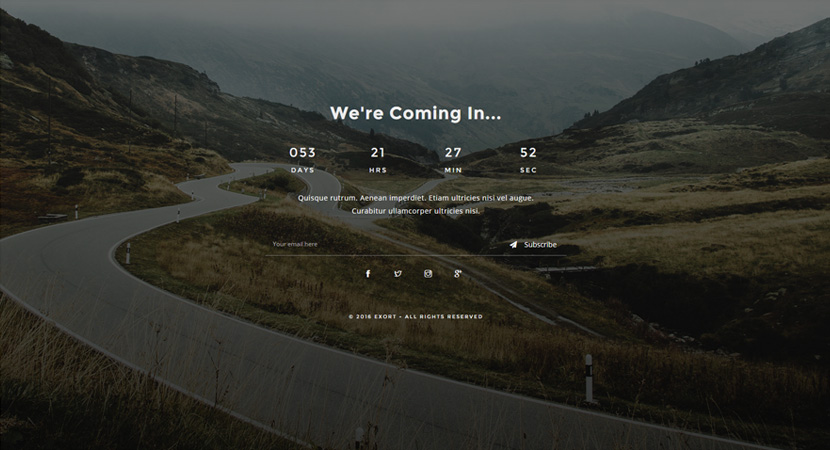 We're Coming In...
053 21 27 52
DAYS HRS MIN SEC
Quisque rutrum. Aenean imperdiet. Etiam ultricies nisi vel augue.
Curabitur ullamcorper ultricies nisi.
Your email here Subscribe
© 2016 EXORT - ALL RIGHTS RESERVED